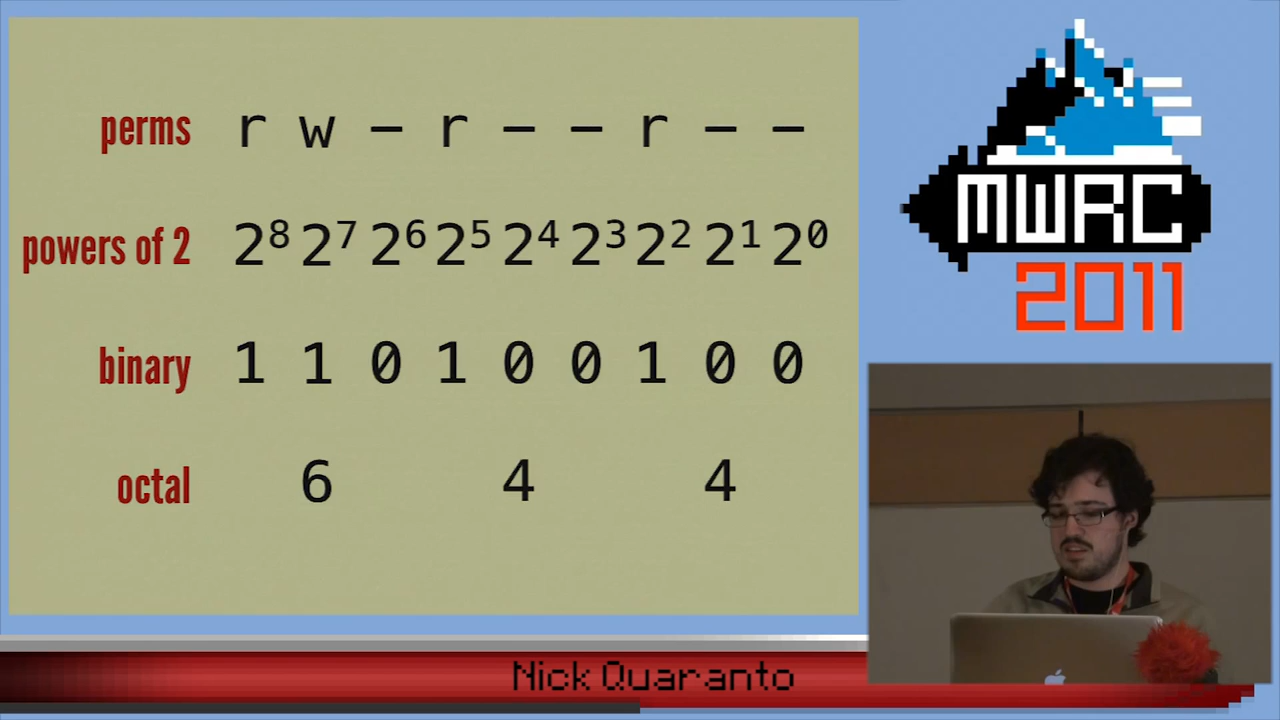 perms r w – r – – r – –
powers of 2 2⁸ 2⁷ 2⁶ 2⁵ 2⁴ 2³ 2² 2¹ 2⁰
binary 1 1 0 1 0 0 1 0 0
octal 6 4 4
MWRC
2011
Nick Quaranto